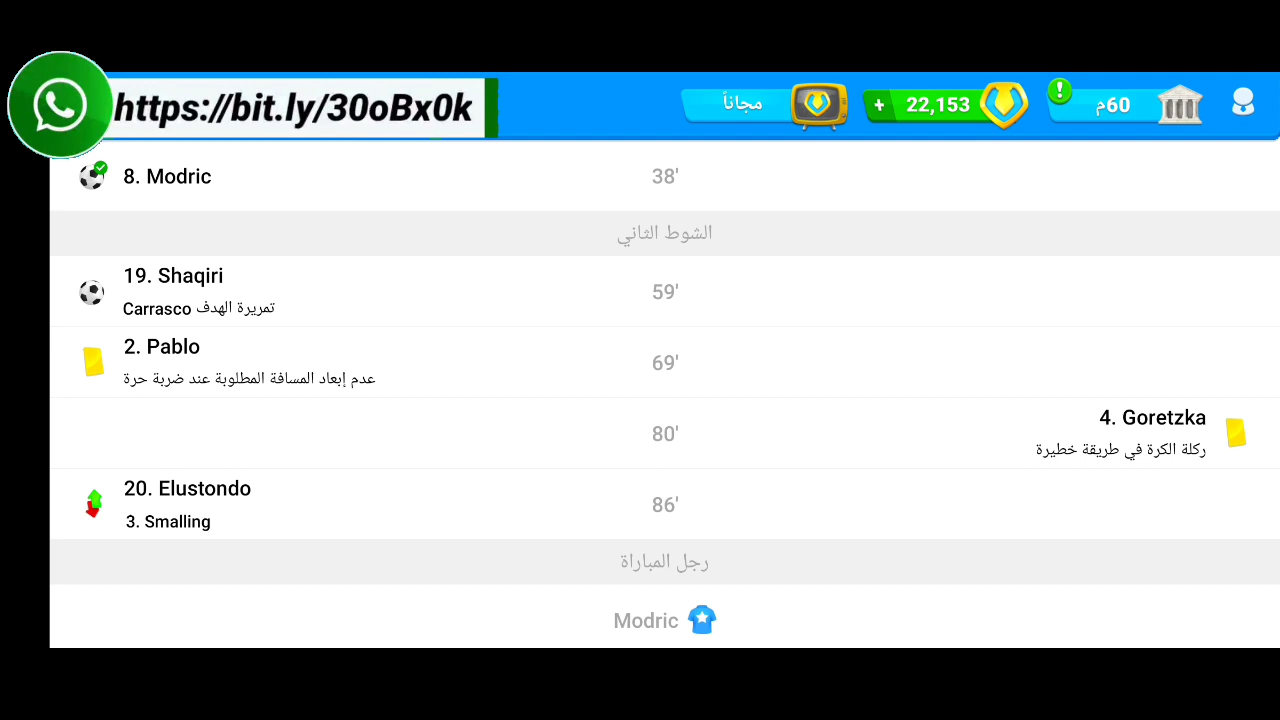 https://bit.ly/30oBx0k
مجاناً
+ 22,153
60م
8. Modric
38'
الشوط الثاني
19. Shaqiri
59'
Carrasco تمريرة الهدف
2. Pablo
69'
عدم إبعاد المسافة المطلوبة عند ضربة حرة
4. Goretzka
80'
ركلة الكرة في طريقة خطيرة
20. Elustondo
86'
3. Smalling
رجل المباراة
Modric